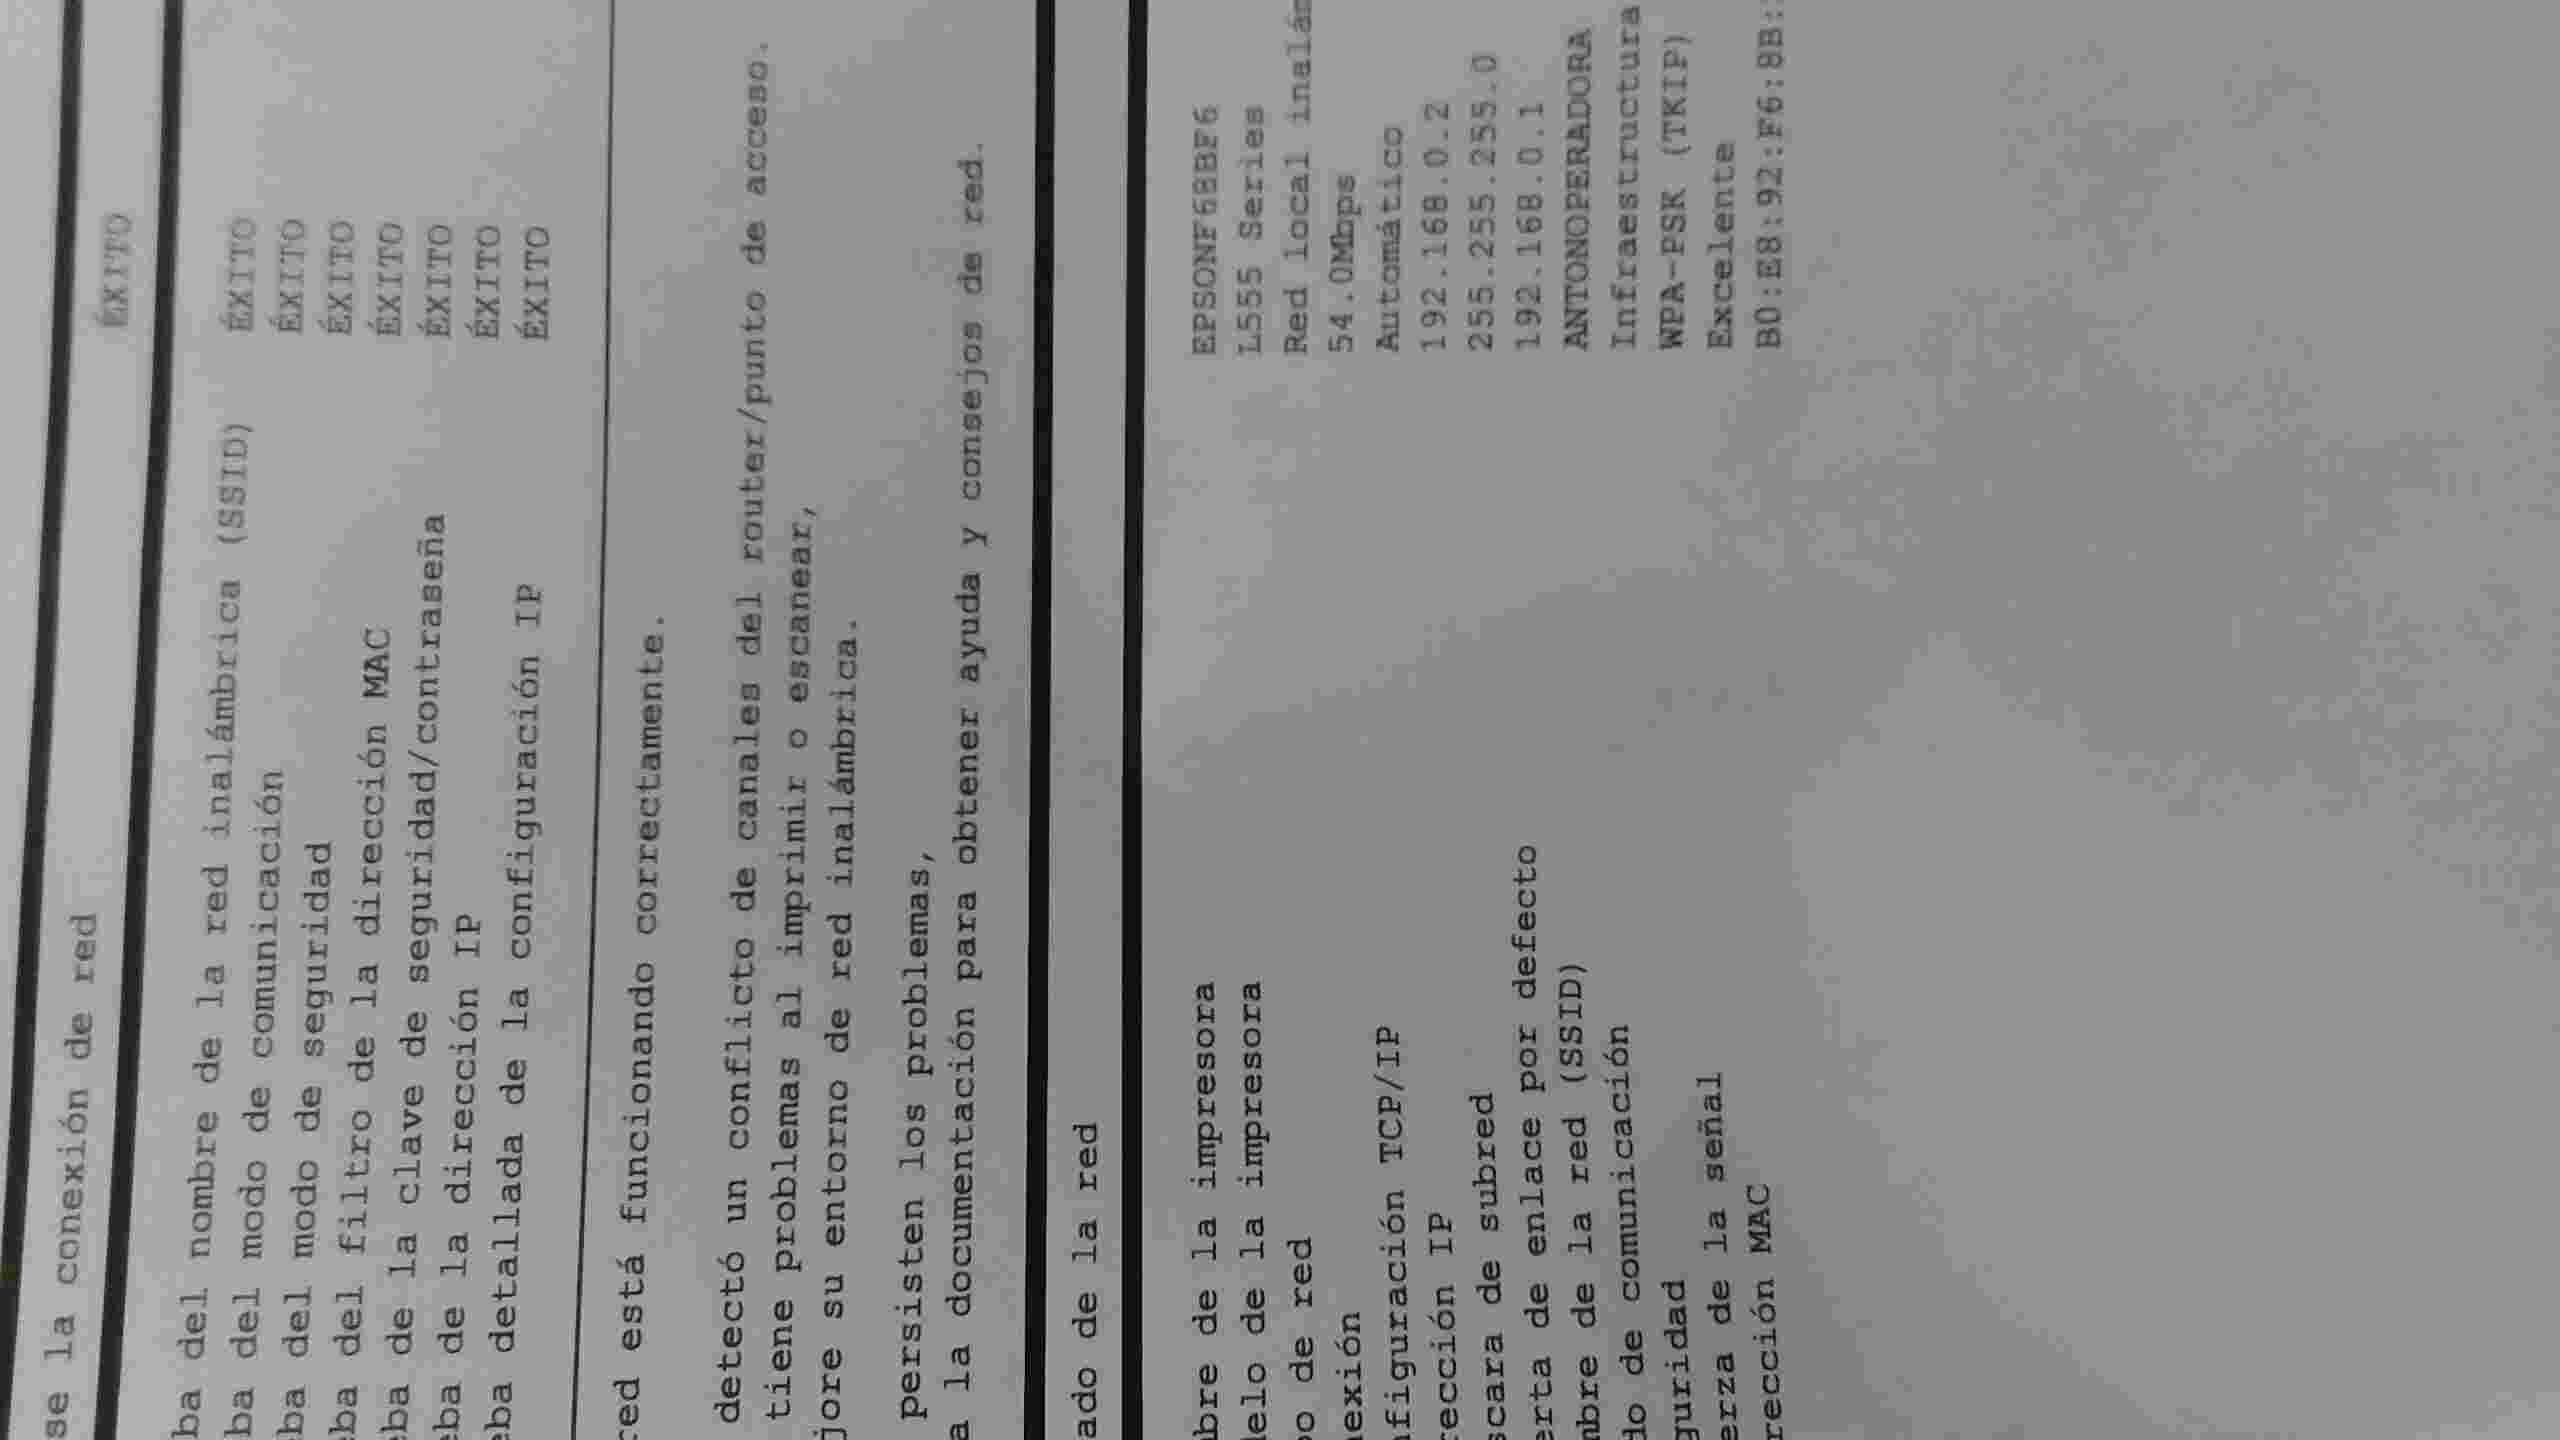 se la conexión de red ÉXITO
ba del nombre de la red inalámbrica (SSID) ÉXITO
ba del modo de comunicación ÉXITO
ba del modo de seguridad ÉXITO
eba del filtro de la dirección MAC ÉXITO
eba de la clave de seguridad/contraseña ÉXITO
eba de la dirección IP ÉXITO
eba detallada de la configuración IP ÉXITO
red está funcionando correctamente.
detectó un conflicto de canales del router/punto de acceso.
tiene problemas al imprimir o escanear,
jore su entorno de red inalámbrica.
persisten los problemas,
a la documentación para obtener ayuda y consejos de red.
ado de la red
mbre de la impresora EPSONF68BF6
delo de la impresora L555 Series
po de red Red local inalám
nexión 54.0Mbps
nfiguración TCP/IP Automático
rección IP 192.168.0.2
scara de subred 255.255.255.0
erta de enlace por defecto 192.168.0.1
mbre de la red (SSID) ANTONOPERADORA
do de comunicación Infraestructura
guridad WPA-PSK (TKIP)
erza de la señal Excelente
rección MAC B0:E8:92:F6:8B: